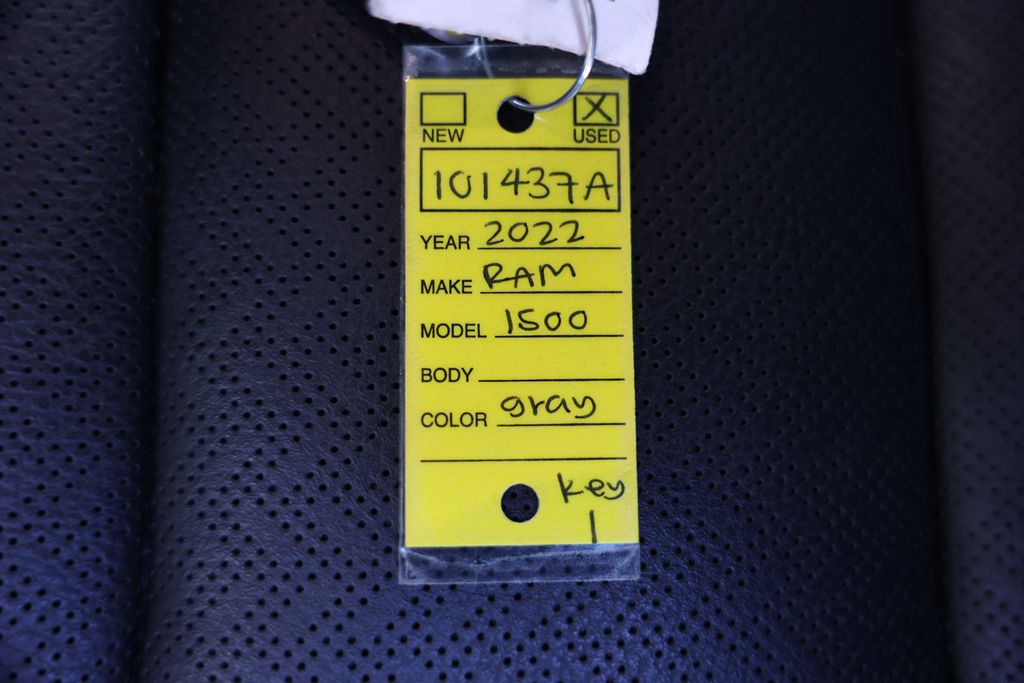 NEW X USED
101437A
YEAR 2022
MAKE RAM
MODEL 1500
BODY
COLOR gray
key
1